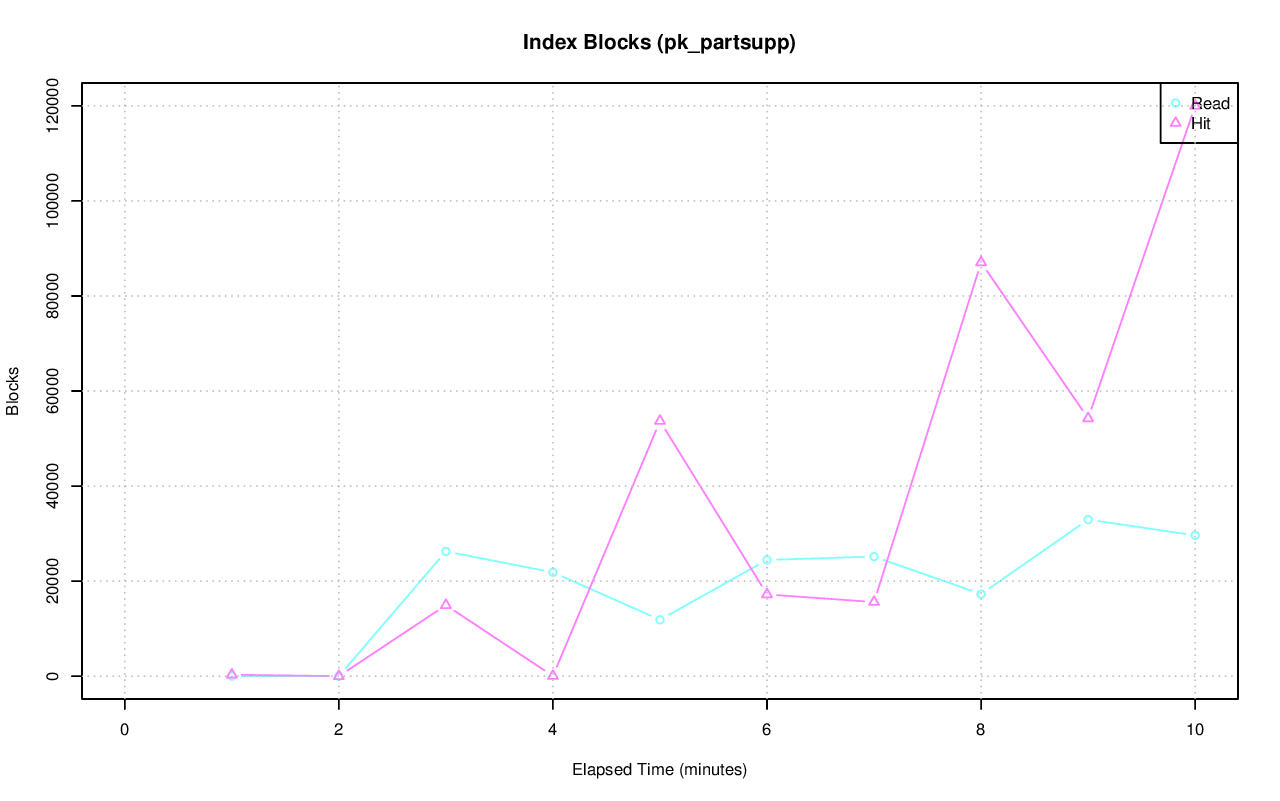 Index Blocks (pk_partsupp)
Read
Hit
120000
100000
80000
60000
40000
20000
0
Blocks
0 2 4 6 8 10
Elapsed Time (minutes)